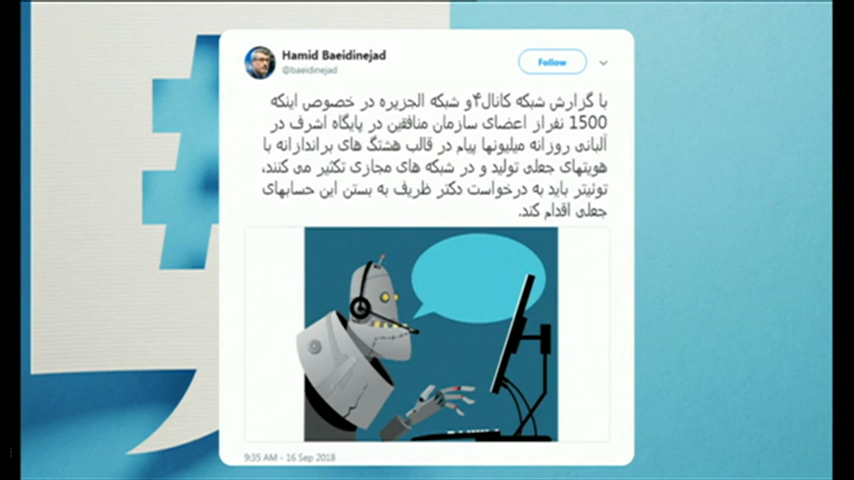 Hamid Baeidinejad
@baeidinejad
Follow
با گزارش شبکه کانال۴و شبکه الجزیره در خصوص اینکه
1500 نفراز اعضای سازمان منافقین در پایگاه اشرف در
آلبانی روزانه میلیونها پیام در قالب هشتگ های براندازانه با
هویتهای جعلی تولید و در شبکه های مجازی تکثیر می کنند،
توئیتر باید به درخواست دکتر ظریف به بستن این حسابهای
جعلی اقدام کند.
9:35 AM - 16 Sep 2018